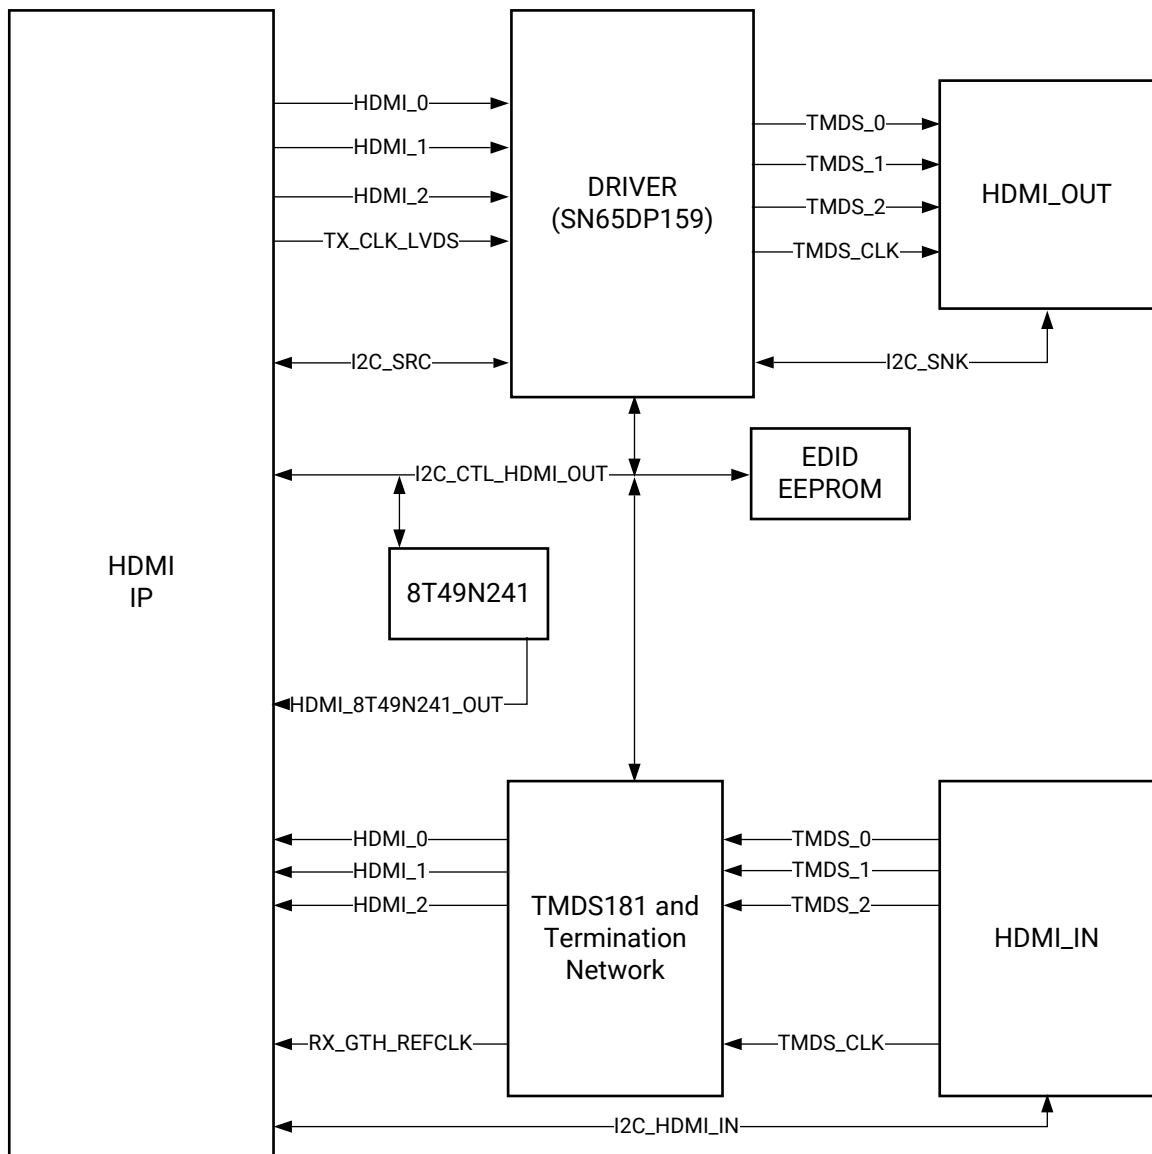 HDMI_0
HDMI_1
HDMI_2
TX_CLK_LVDS
I2C_SRC
DRIVER
(SN65DP159)
TMDS_0
TMDS_1
TMDS_2
TMDS_CLK
HDMI_OUT
I2C_SNK
I2C_CTL_HDMI_OUT
EDID
EEPROM
HDMI
IP
8T49N241
HDMI_8T49N241_OUT
HDMI_0
HDMI_1
HDMI_2
RX_GTH_REFCLK
TMDS181 and
Termination
Network
TMDS_0
TMDS_1
TMDS_2
TMDS_CLK
HDMI_IN
I2C_HDMI_IN